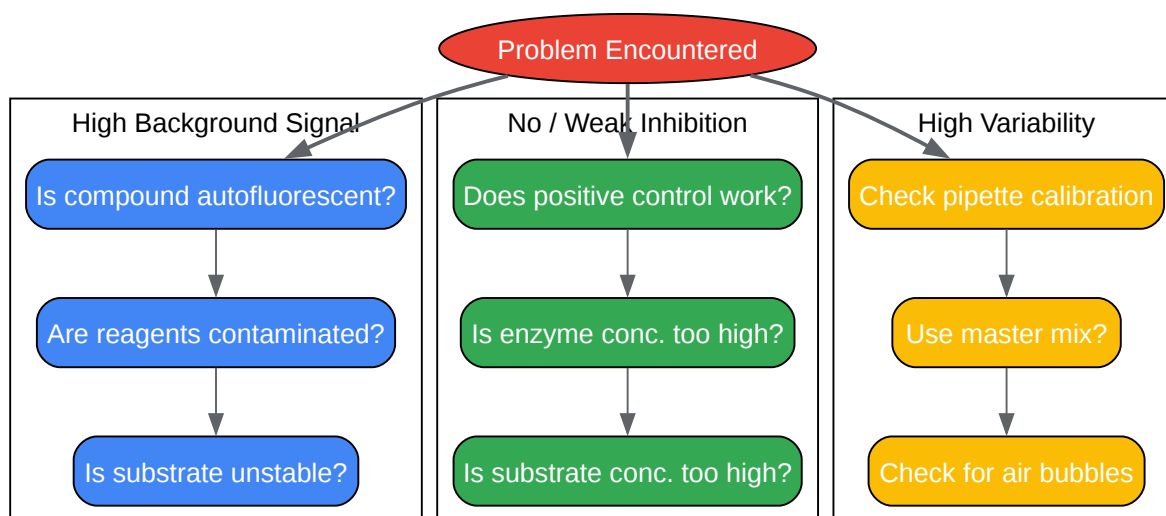 Problem Encountered
High Background Signal
Is compound autofluorescent?
Are reagents contaminated?
Is substrate unstable?
No / Weak Inhibition
Does positive control work?
Is enzyme conc. too high?
Is substrate conc. too high?
High Variability
Check pipette calibration
Use master mix?
Check for air bubbles